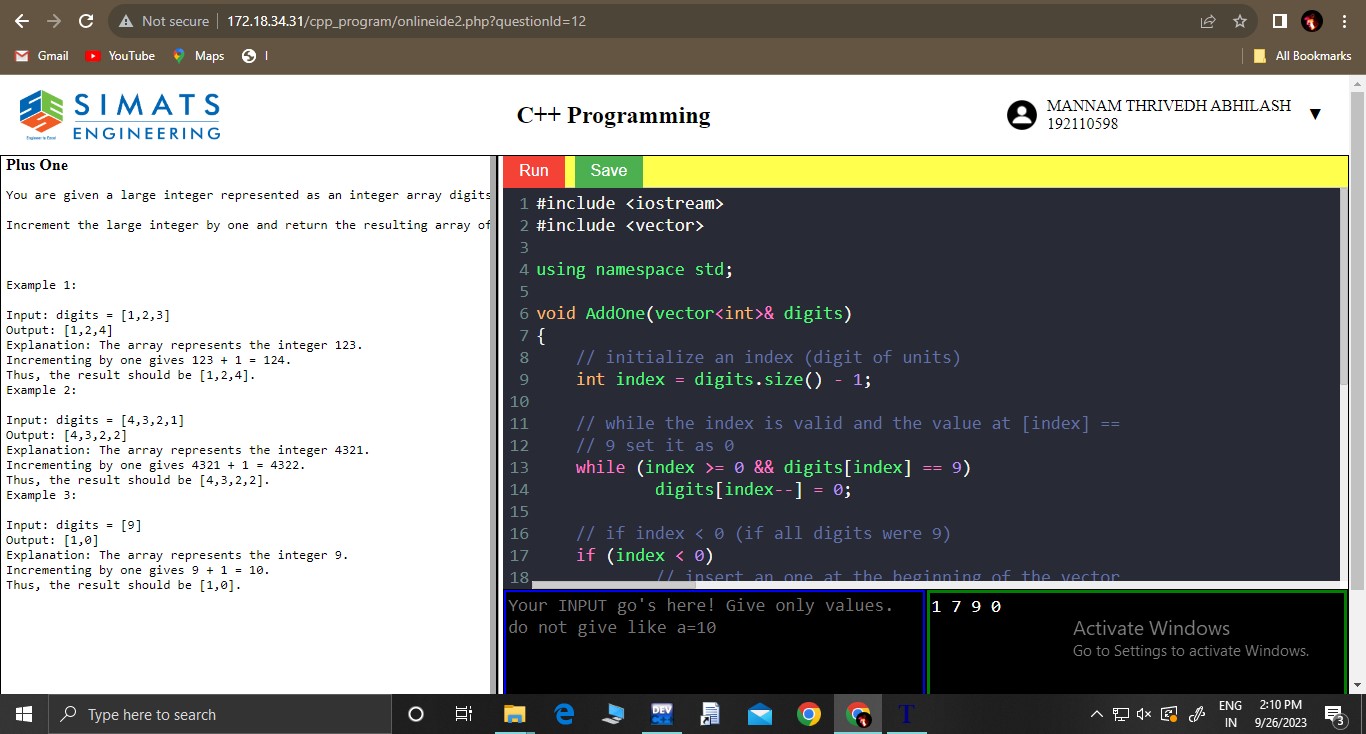 Not secure
172.18.34.31/cpp_program/onlineide2.php?questionId=12
Gmail
YouTube
Maps
I
All Bookmarks
SIMATS
ENGINEERING
C++ Programming
MANNAM THRIVEDH ABHILASH
192110598
▼
Plus One
You are given a large integer represented as an integer array digits
Increment the large integer by one and return the resulting array of
Example 1:
Input: digits = [1,2,3]
Output: [1,2,4]
Explanation: The array represents the integer 123.
Incrementing by one gives 123 + 1 = 124.
Thus, the result should be [1,2,4].
Example 2:
Input: digits = [4,3,2,1]
Output: [4,3,2,2]
Explanation: The array represents the integer 4321.
Incrementing by one gives 4321 + 1 = 4322.
Thus, the result should be [4,3,2,2].
Example 3:
Input: digits = [9]
Output: [1,0]
Explanation: The array represents the integer 9.
Incrementing by one gives 9 + 1 = 10.
Thus, the result should be [1,0].
Run
Save
1 #include <iostream>
2 #include <vector>
3
4 using namespace std;
5
6 void AddOne(vector<int>& digits)
7 {
8 // initialize an index (digit of units)
9 int index = digits.size() - 1;
10
11 // while the index is valid and the value at [index] ==
12 // 9 set it as 0
13 while (index >= 0 && digits[index] == 9)
14 digits[index--] = 0;
15
16 // if index < 0 (if all digits were 9)
17 if (index < 0)
18 // insert an one at the beginning of the vector
Your INPUT go's here! Give only values.
do not give like a=10
1 7 9 0
Activate Windows
Go to Settings to activate Windows.
Type here to search
DEV
T
ENG
IN
2:10 PM
9/26/2023
3